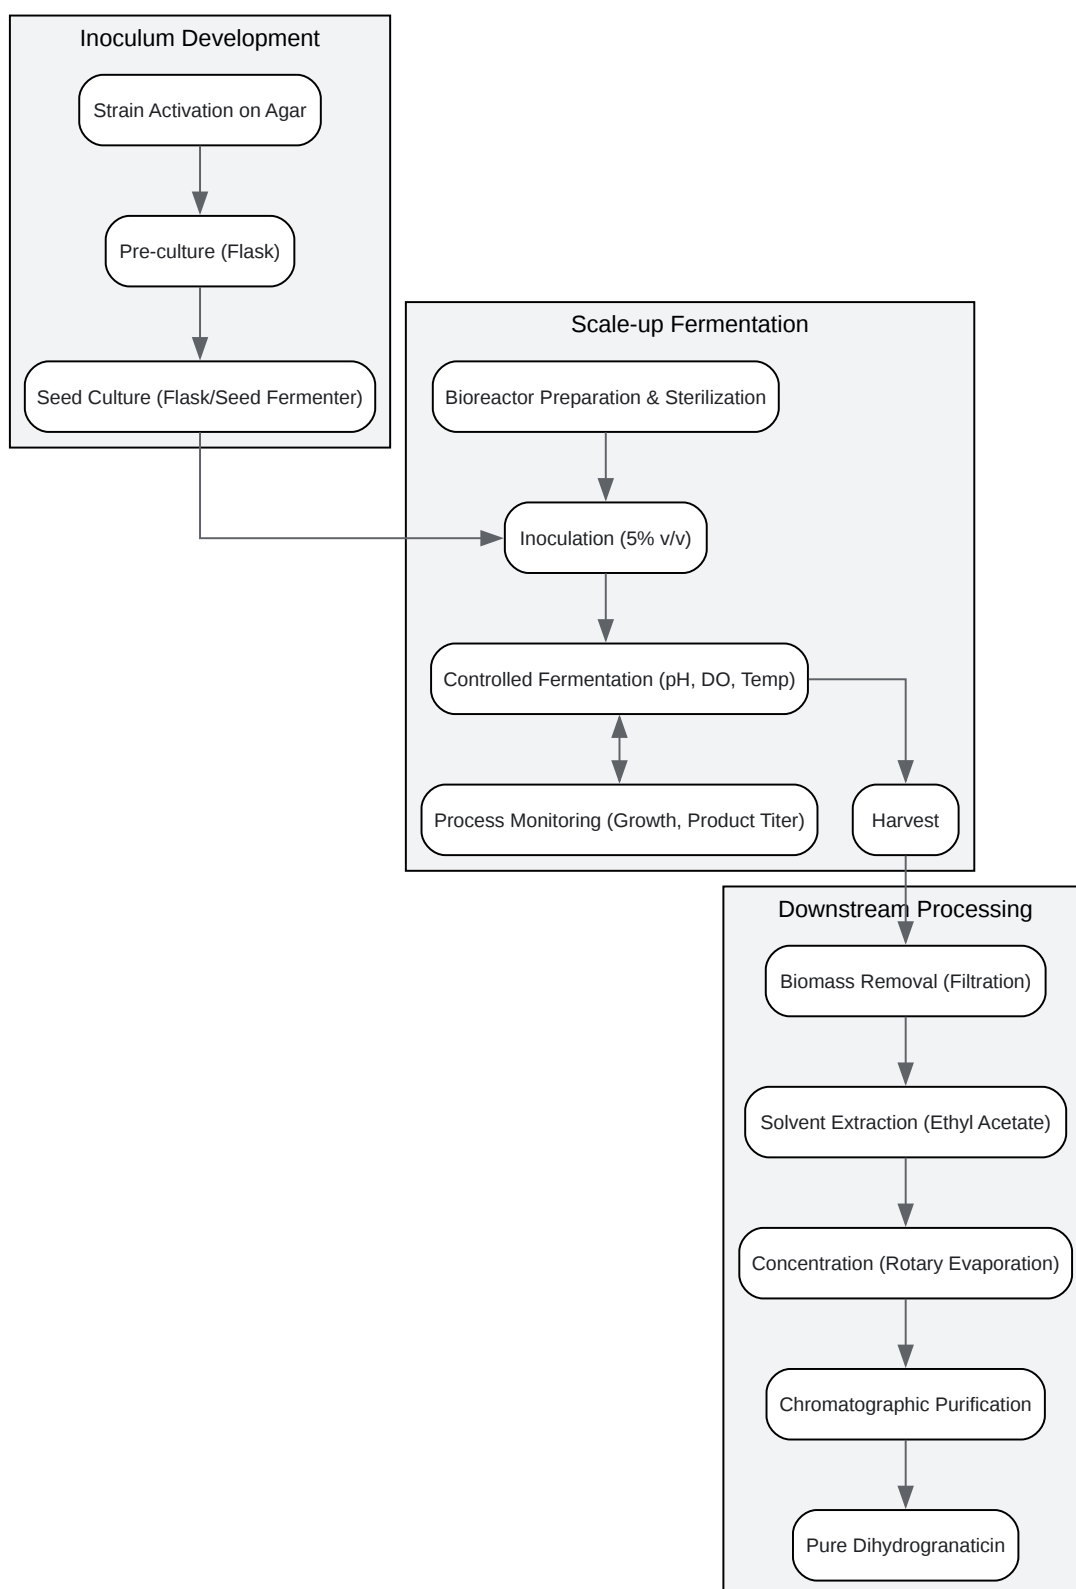 Inoculum Development
Strain Activation on Agar
Pre-culture (Flask)
Seed Culture (Flask/Seed Fermenter)
Scale-up Fermentation
Bioreactor Preparation & Sterilization
Inoculation (5% v/v)
Controlled Fermentation (pH, DO, Temp)
Process Monitoring (Growth, Product Titer)
Harvest
Downstream Processing
Biomass Removal (Filtration)
Solvent Extraction (Ethyl Acetate)
Concentration (Rotary Evaporation)
Chromatographic Purification
Pure Dihydrogranaticin